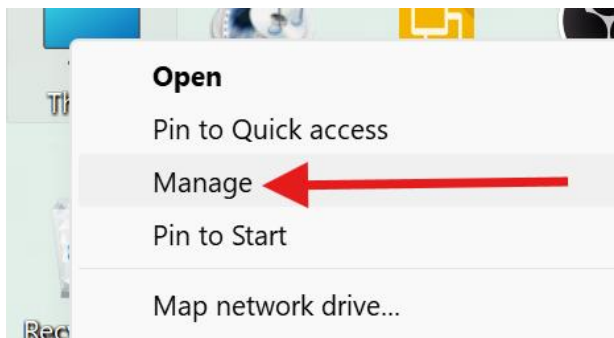 Open
Pin to Quick access
Manage
Pin to Start
Map network drive...